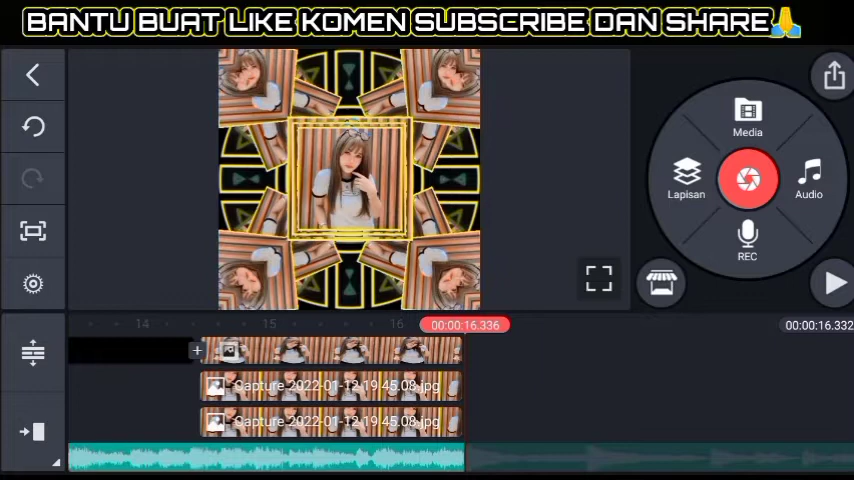 BANTU BUAT LIKE KOMEN SUBSCRIBE DAN SHARE🙏
Media
Lapisan
Audio
REC
14
15
16
00:00:16.336
00:00:16.332
Capture 2022-01-12 19.45.08.jpg
Capture 2022-01-12 19.45.08.jpg